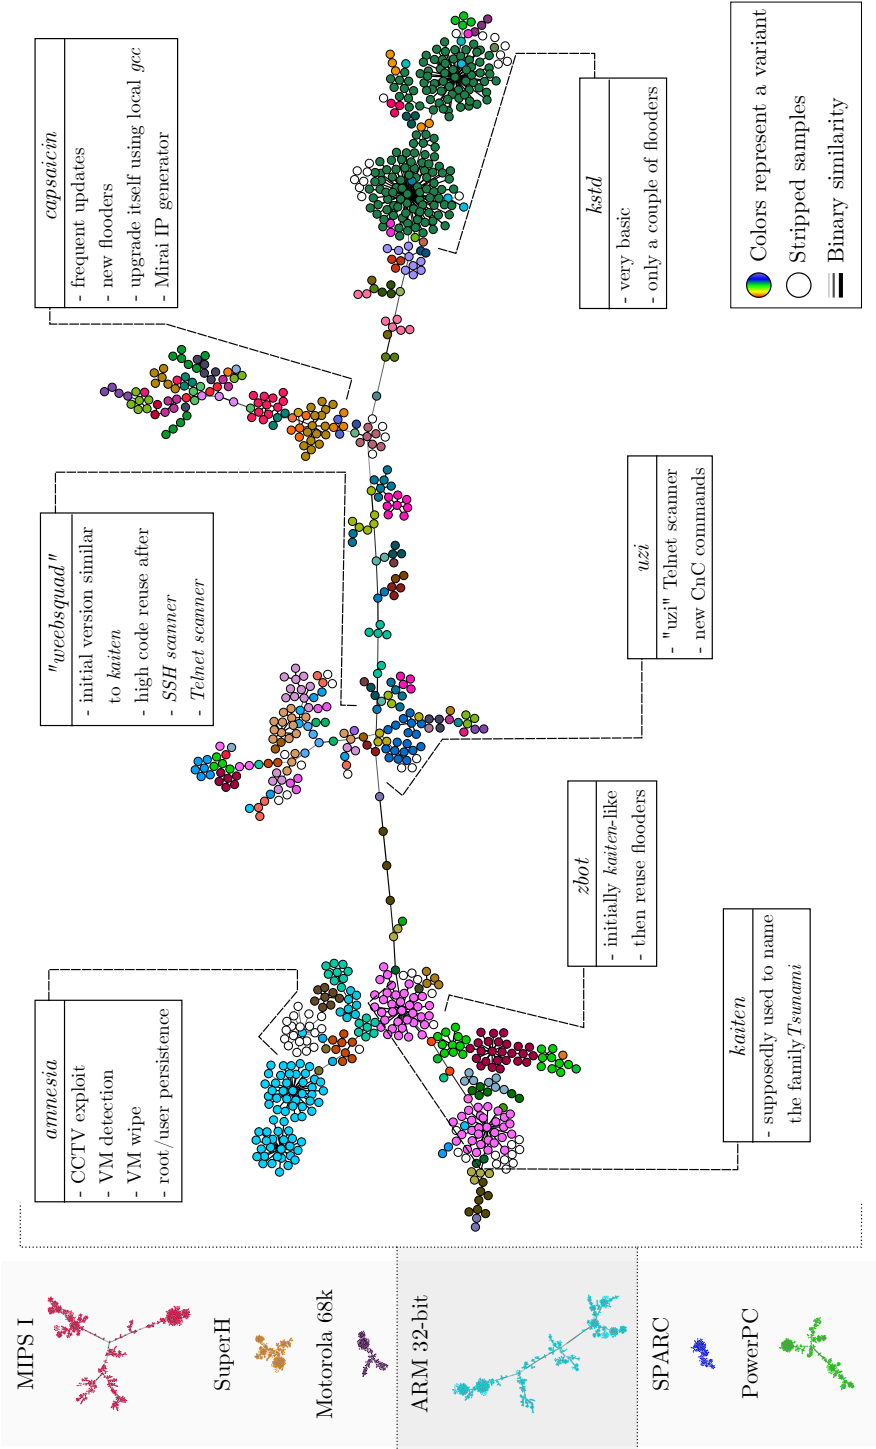 MIPS I
SuperH
Motorola 68k
ARM 32-bit
SPARC
PowerPC
amnesia
- CCTV exploit
- VM detection
- VM wipe
- root/user persistence
"weebsquad"
- initial version similar
to kaiten
- high code reuse after
- SSH scanner
- Telnet scanner
capsaicin
- frequent updates
- new flooders
- upgrade itself using local gcc
- Mirai IP generator
kaiten
- supposedly used to name
the familyTsunami
zbot
- initially kaiten-like
- then reuse flooders
uzi
- "uzi" Telnet scanner
- new CnC commands
kstd
- very basic
- only a couple of flooders
Colors represent a variant
Stripped samples
Binary similarity